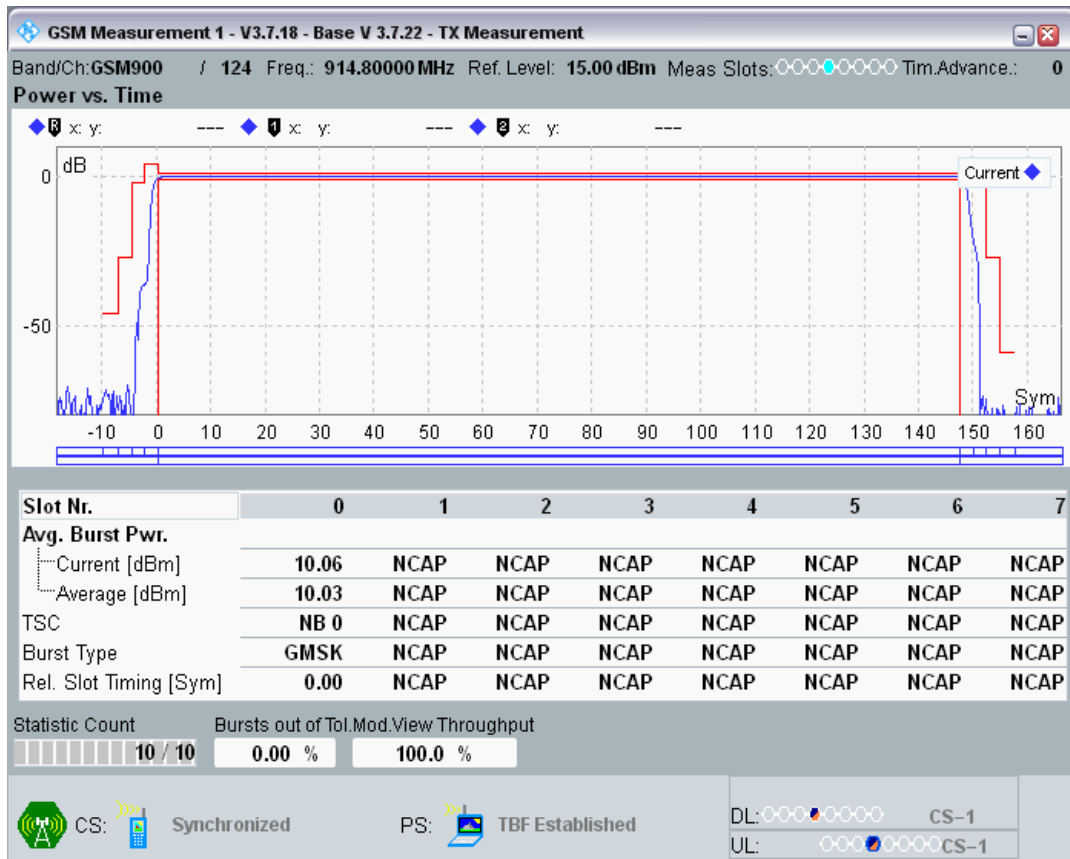 GSM Measurement 1 - V3.7.18 - Base V 3.7.22 - TX Measurement
Band/Ch:GSM900 / 124 Freq.: 914.80000 MHz Ref. Level: 15.00 dBm Meas Slots: Tim.Advance.: 0
Power vs. Time
R x: y: --- 1 x: y: --- 2 x: y: ---
dB
Current
0
-50
Sym
-10 0 10 20 30 40 50 60 70 80 90 100 110 120 130 140 150 160
Slot Nr. 0 1 2 3 4 5 6 7
Avg. Burst Pwr.
Current [dBm] 10.06 NCAP NCAP NCAP NCAP NCAP NCAP NCAP
Average [dBm] 10.03 NCAP NCAP NCAP NCAP NCAP NCAP NCAP
TSC NB 0 NCAP NCAP NCAP NCAP NCAP NCAP NCAP
Burst Type GMSK NCAP NCAP NCAP NCAP NCAP NCAP NCAP
Rel. Slot Timing [Sym] 0.00 NCAP NCAP NCAP NCAP NCAP NCAP NCAP
Statistic Count Bursts out of Tol.Mod.View Throughput
10 / 10 0.00 % 100.0 %
CS: Synchronized PS: TBF Established
DL: CS-1
UL: CS-1